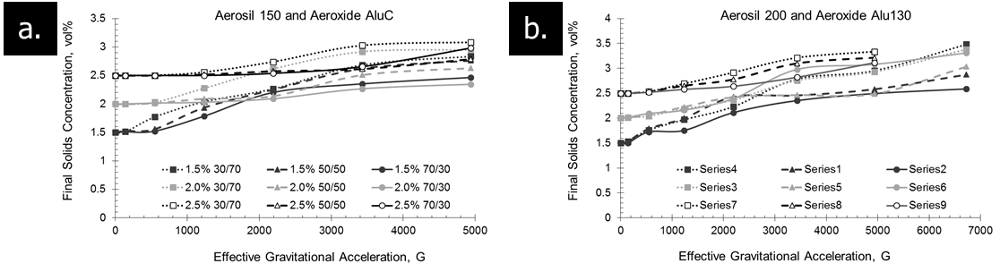 a.
Aerosil 150 and Aeroxide AluC
Final Solids Concentration, vol%
3.5
3
2.5
2
1.5
1
0.5
0
1.5% 30/70 1.5% 50/50 1.5% 70/30
2.0% 30/70 2.0% 50/50 2.0% 70/30
2.5% 30/70 2.5% 50/50 2.5% 70/30
0 1000 2000 3000 4000 5000
Effective Gravitational Acceleration, G
b.
Aerosil 200 and Aeroxide Alu130
Final Solids Concentration, vol%
4
3.5
3
2.5
2
1.5
1
0.5
0
Series4 Series1 Series2
Series3 Series5 Series6
Series7 Series8 Series9
0 1000 2000 3000 4000 5000 6000 7000
Effective Gravitational Acceleration, G